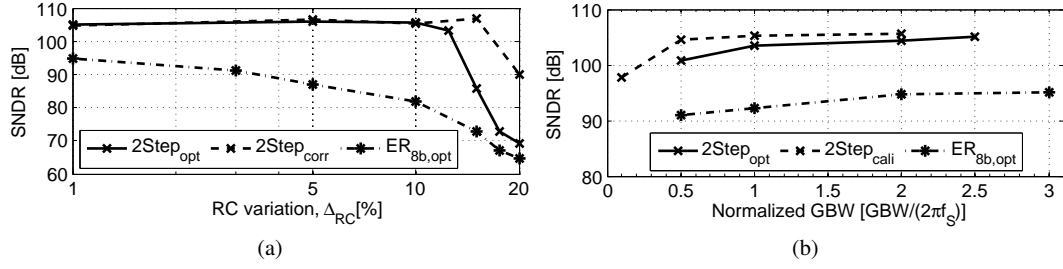 110
100
90
80
70
60
SNDR [dB]
2Step_opt 2Step_corr ER_8b,opt
1 5 10 20
RC variation, Δ_RC[%]
(a)
110
100
90
80
SNDR [dB]
2Step_opt 2Step_cali ER_8b,opt
0 0.5 1 1.5 2 2.5 3
Normalized GBW [GBW/(2πf_S)]
(b)